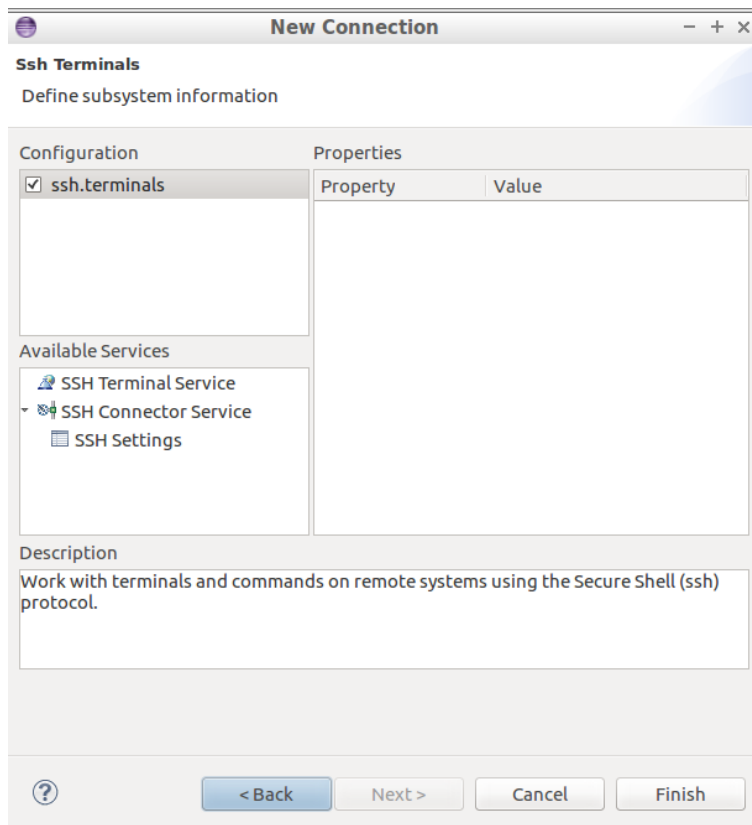 New Connection
Ssh Terminals
Define subsystem information
Configuration
ssh.terminals
Properties
Property Value
Available Services
SSH Terminal Service
SSH Connector Service
SSH Settings
Description
Work with terminals and commands on remote systems using the Secure Shell (ssh)
protocol.
< Back Next > Cancel Finish